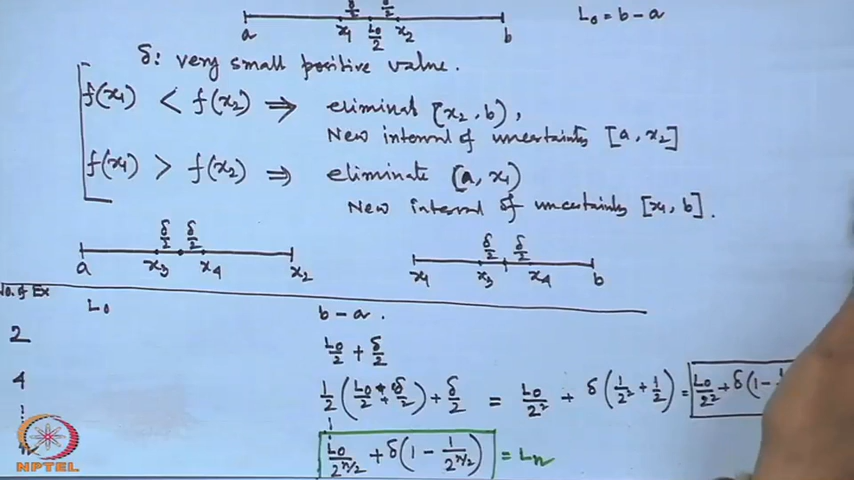 δ/2 δ/2
a x₁ L₀/2 x₂ b L₀ = b - a
δ: very small positive value.
f(x₁) < f(x₂) ⇒ eliminat [x₂, b),
New interval of uncertainty [a, x₂]
f(x₁) > f(x₂) ⇒ eliminate (a, x₁)
New interval of uncertainty [x₁, b].
δ/2 δ/2 δ/2 δ/2
a x₃ x₄ x₂ x₁ x₃ x₄ b
No. of Ex L₀ b - a.
2 L₀/2 + δ/2
4 1/2 (L₀/2 + δ/2) + δ/2 = L₀/2² + δ(1/2² + 1/2) = L₀/2² + δ(1 -
n L₀/2^(n/2) + δ(1 - 1/2^(n/2)) = Lₙ
NPTEL